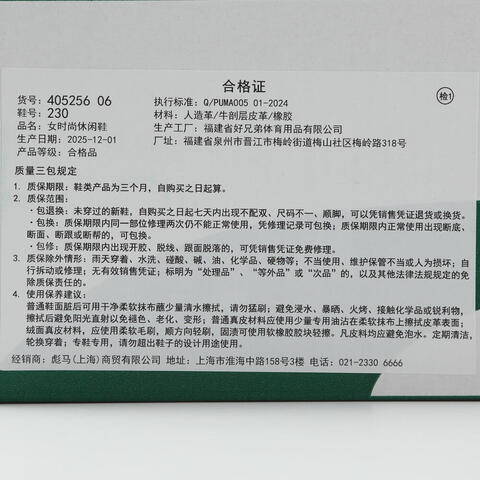 合格证
检1
货号: 405256 06
鞋号: 230
品名: 女时尚休闲鞋
生产日期: 2025-12-01
产品等级: 合格品
执行标准: Q/PUMA005 01-2024
材料: 人造革/牛剖层皮革/橡胶
生产工厂: 福建省好兄弟体育用品有限公司
厂址: 福建省泉州市晋江市梅岭街道梅山社区梅岭路318号
质量三包规定
1. 质保期限: 鞋类产品为三个月,自购买之日起算。
2. 质保范围:
·包退换: 未穿过的新鞋,自购买之日起七天内出现不配双、尺码不一、顺脚,可以凭销售凭证退货或换货。
·包换: 质保期限内同一部位修理两次仍不能正常使用,凭修理记录可包换; 质保期限内正常使用出现断底、
断面、断跟或断帮的,可包换。
·包修: 质保期限内出现开胶、脱线、跟面脱落的,可凭销售凭证免费修理。
3. 质保除外情形: 雨天穿着、水洗、碰酸、碱、油、化学品、硬物等; 不当使用、维护保管不当或人为损坏; 自
行拆动或修理; 无有效销售凭证; 标明为“处理品”、“等外品”或“次品”的,以及其他法律法规规定的免
除质保责任的。
4. 使用保养建议:
普通鞋面脏后可用干净柔软抹布蘸少量清水擦拭,请勿猛刷; 避免浸水、暴晒、火烤、接触化学品或锐利物,
擦拭后避免阳光直射以免褪色、老化、变形; 普通真皮材料应使用少量专用油沾在柔软抹布上擦拭皮革表面;
绒面真皮材料,应使用柔软毛刷,顺方向轻刷,固渍可使软橡胶胶块轻擦。凡皮料均应避免泡水。定期清洁,
轮换穿着; 专鞋专用,请勿超出鞋子的设计用途使用。
经销商: 彪马(上海)商贸有限公司 地址: 上海市淮海中路158号3楼 电话: 021-2330 6666